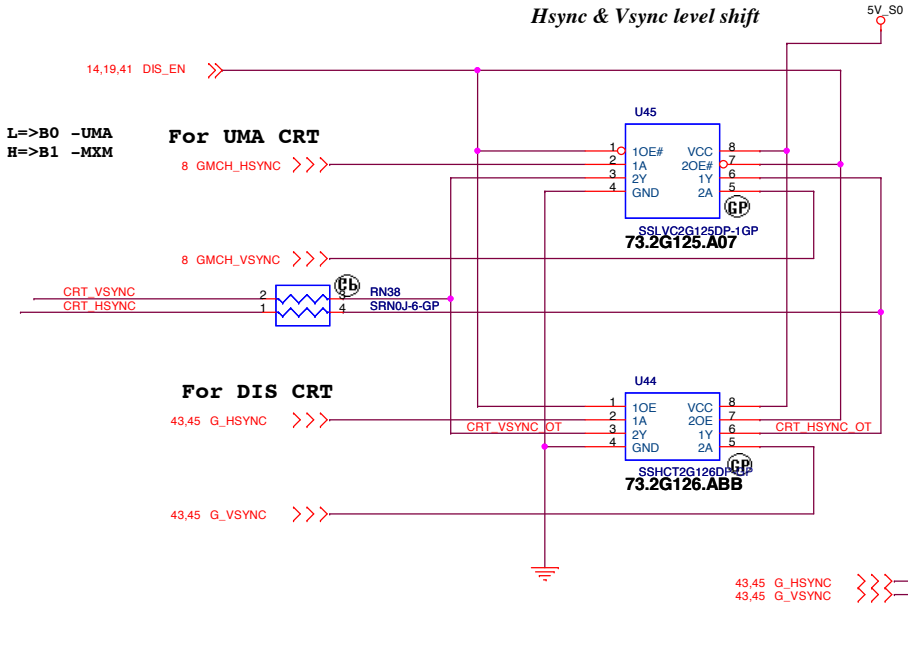 Hsync & Vsync level shift
5V_S0
14,19,41 DIS_EN
L=>B0 -UMA
H=>B1 -MXM
For UMA CRT
8 GMCH_HSYNC
U45
1 1OE# VCC 8
2 1A 2OE# 7
3 2Y 1Y 6
4 GND 2A 5
GP
SSLVC2G125DP-1GP
73.2G125.A07
8 GMCH_VSYNC
CRT_VSYNC 2 3 RN38
CRT_HSYNC 1 4 SRN0J-6-GP
For DIS CRT
43,45 G_HSYNC
U44
1 1OE VCC 8
2 1A 2OE 7
CRT_VSYNC_OT 3 2Y 1Y 6 CRT_HSYNC_OT
4 GND 2A 5
GP
73.2G126.ABB
43,45 G_VSYNC
43,45 G_HSYNC
43,45 G_VSYNC